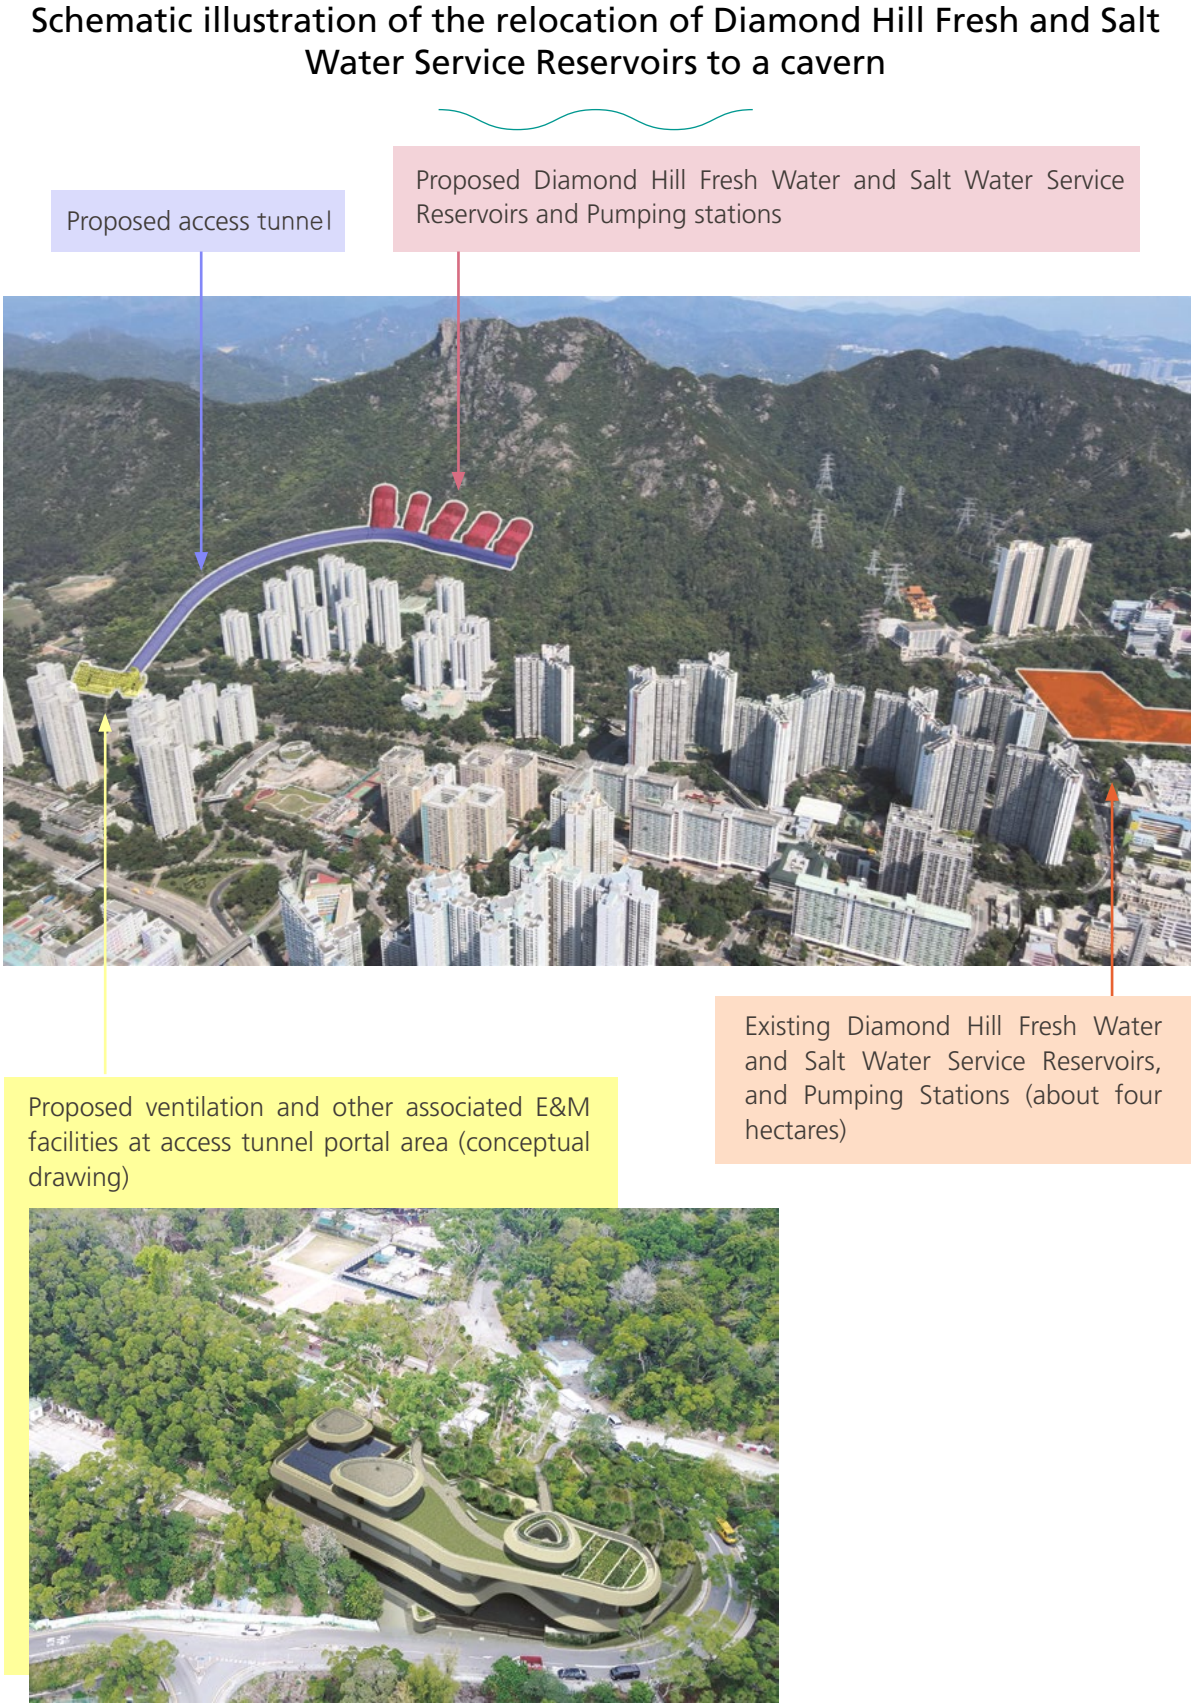 Schematic illustration of the relocation of Diamond Hill Fresh and Salt
Water Service Reservoirs to a cavern
Proposed access tunnel
Proposed Diamond Hill Fresh Water and Salt Water Service
Reservoirs and Pumping stations
Existing Diamond Hill Fresh Water
and Salt Water Service Reservoirs,
and Pumping Stations (about four
hectares)
Proposed ventilation and other associated E&M
facilities at access tunnel portal area (conceptual
drawing)